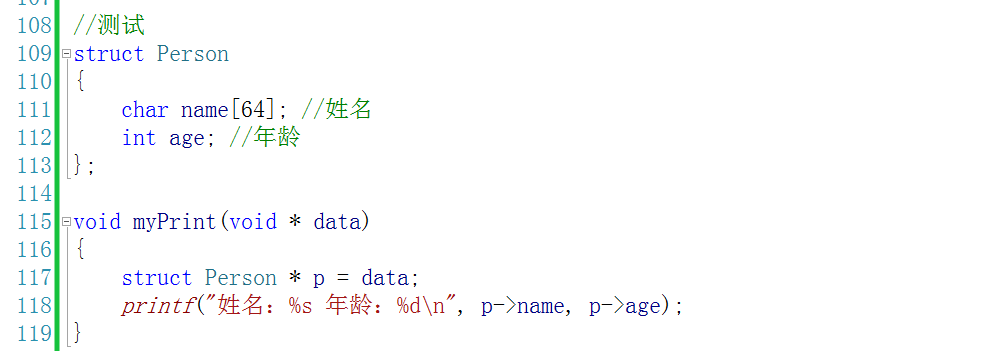 107
108 //测试
109 struct Person
110 {
111 char name[64]; //姓名
112 int age; //年龄
113 };
114
115 void myPrint(void * data)
116 {
117 struct Person * p = data;
118 printf("姓名：%s 年龄：%d\n", p->name, p->age);
119 }